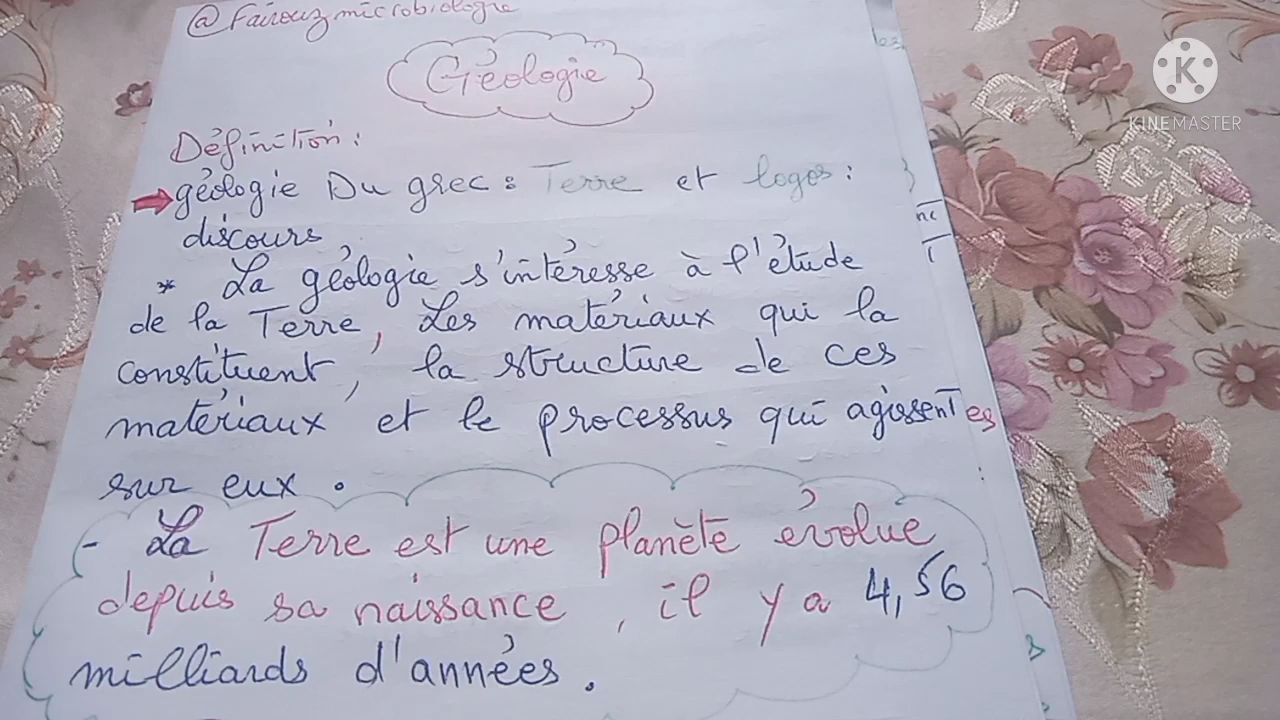 @Fairouzmicrobiologie
Géologie
K
KINEMASTER
Définition:
géologie Du grec: Terre et logos:
discours
* La géologie s'intéresse à l'étude
de la Terre, Les matériaux qui la
constituent, la structure de ces
matériaux et le processus qui agissent
sur eux.
- La Terre est une planète évolue
depuis sa naissance, il y a 4,56
milliards d'années.